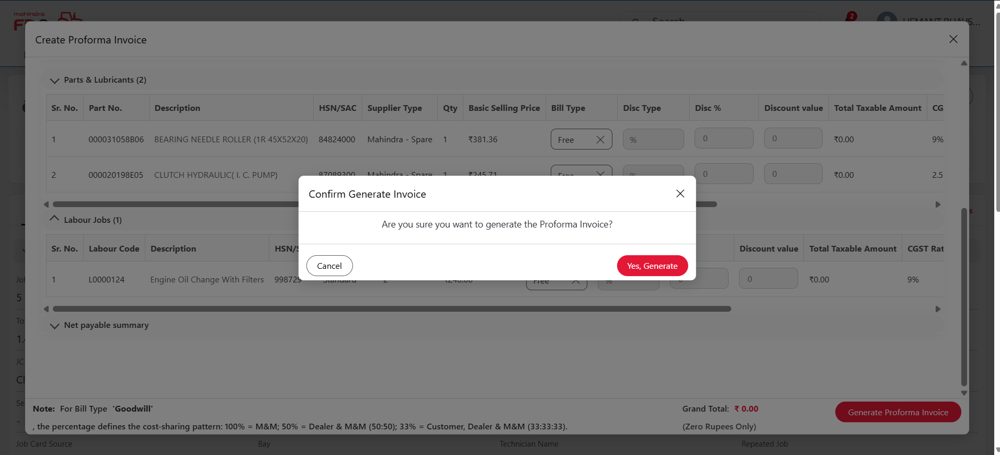 mahindra
Search
2
HEMANT BHAVS...
Create Proforma Invoice
Parts & Lubricants (2)
Sr. No. Part No. Description HSN/SAC Supplier Type Qty Basic Selling Price Bill Type Disc Type Disc % Discount value Total Taxable Amount CG
1 000031058B06 BEARING NEEDLE ROLLER (1R 45X52X20) 84824000 Mahindra - Spare 1 ₹381.36 Free % 0 0 ₹0.00 9%
2 000020198E05 CLUTCH HYDRAULIC( I. C. PUMP) 87089300 Mahindra - Spare 1 ₹245.71 Free % 0 0 ₹0.00 2.5
Confirm Generate Invoice
Are you sure you want to generate the Proforma Invoice?
Cancel
Yes, Generate
Labour Jobs (1)
Sr. No. Labour Code Description HSN/S Discount value Total Taxable Amount CGST Rat
1 L0000124 Engine Oil Change With Filters 998729 Standard 2 ₹240.00 Free % 0 0 ₹0.00 9%
Net payable summary
Note: For Bill Type 'Goodwill'
, the percentage defines the cost-sharing pattern: 100% = M&M; 50% = Dealer & M&M (50:50); 33% = Customer, Dealer & M&M (33:33:33).
Grand Total: ₹ 0.00
(Zero Rupees Only)
Generate Proforma Invoice
Job Card Source Bay Technician Name Repeated Job